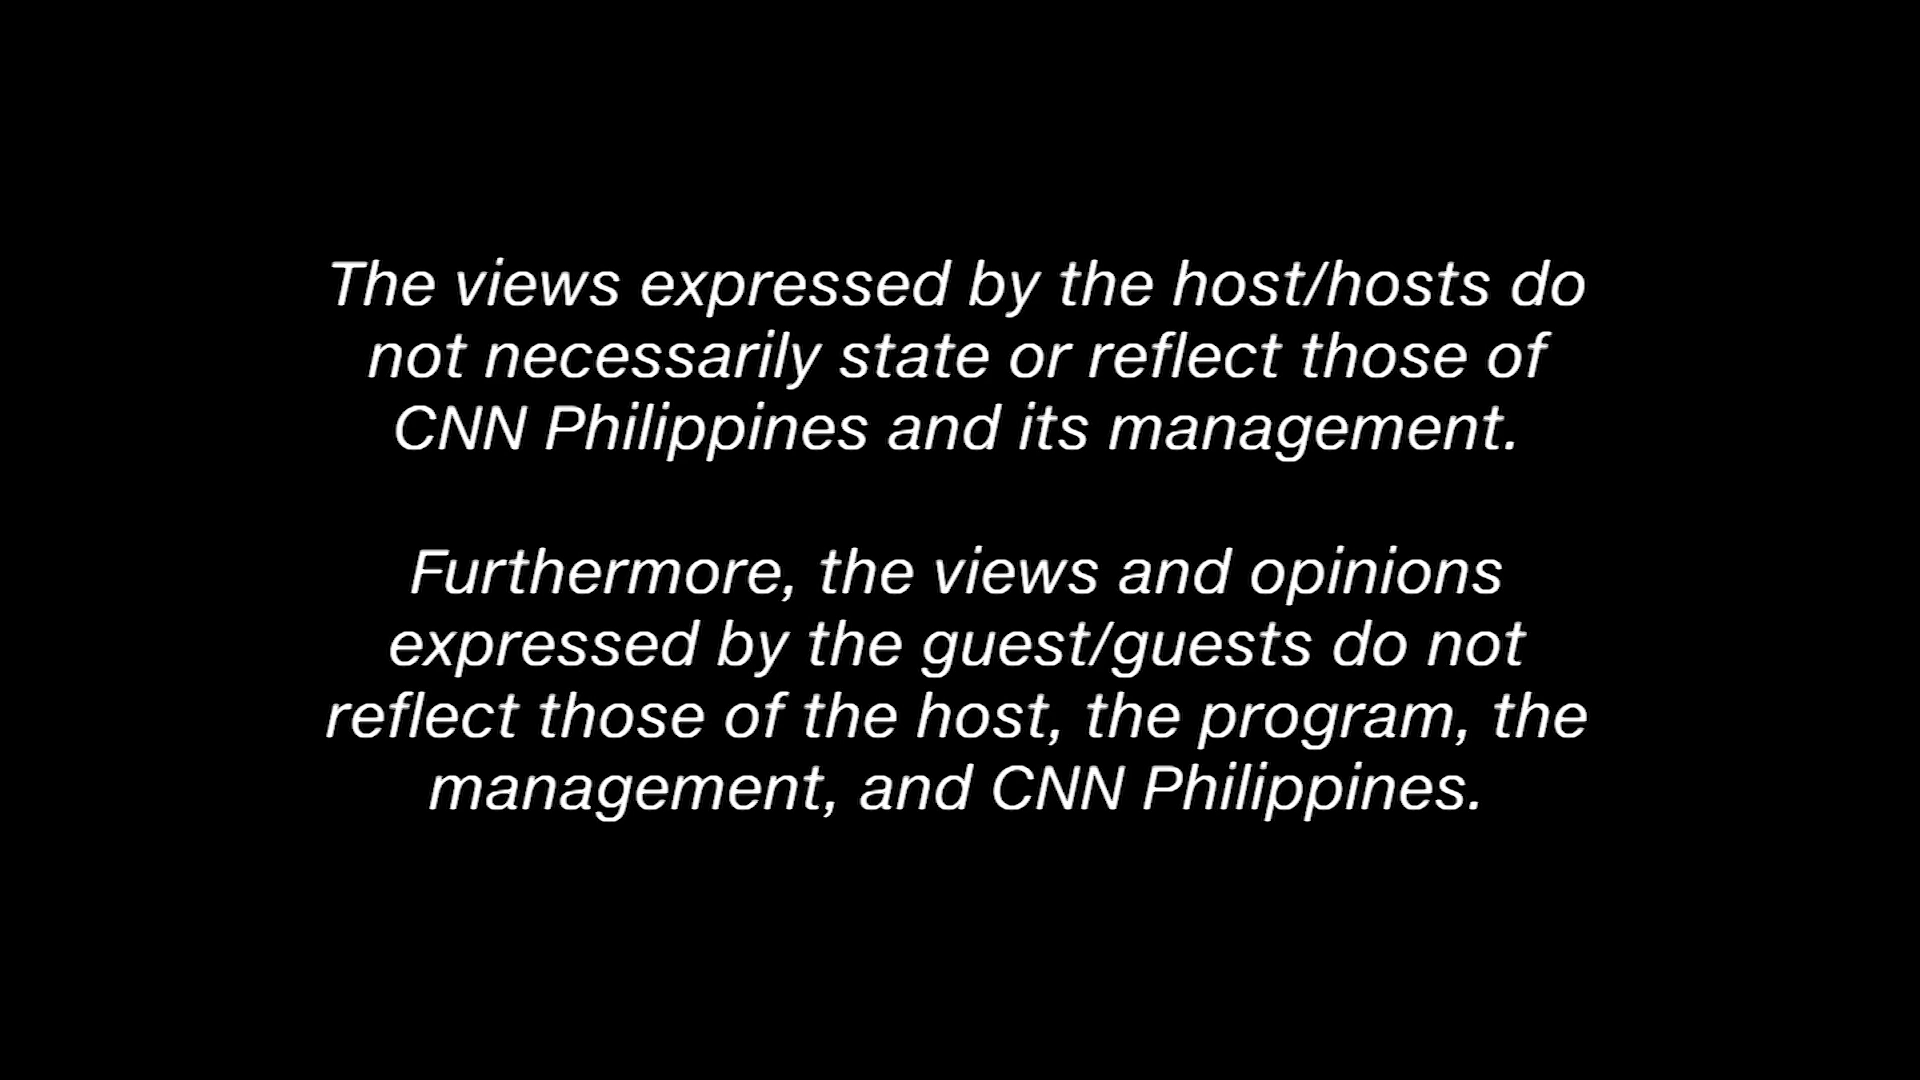 The views expressed by the host/hosts do
not necessarily state or reflect those of
CNN Philippines and its management.
Furthermore, the views and opinions
expressed by the guest/guests do not
reflect those of the host, the program, the
management, and CNN Philippines.